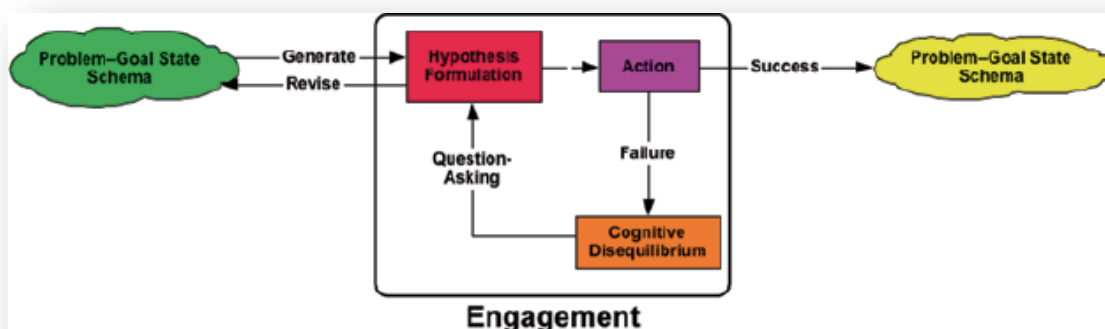 Problem–Goal State
Schema
Generate
Revise
Hypothesis
Formulation
Action
Success
Problem–Goal State
Schema
Question-
Asking
Failure
Cognitive
Disequilibrium
Engagement